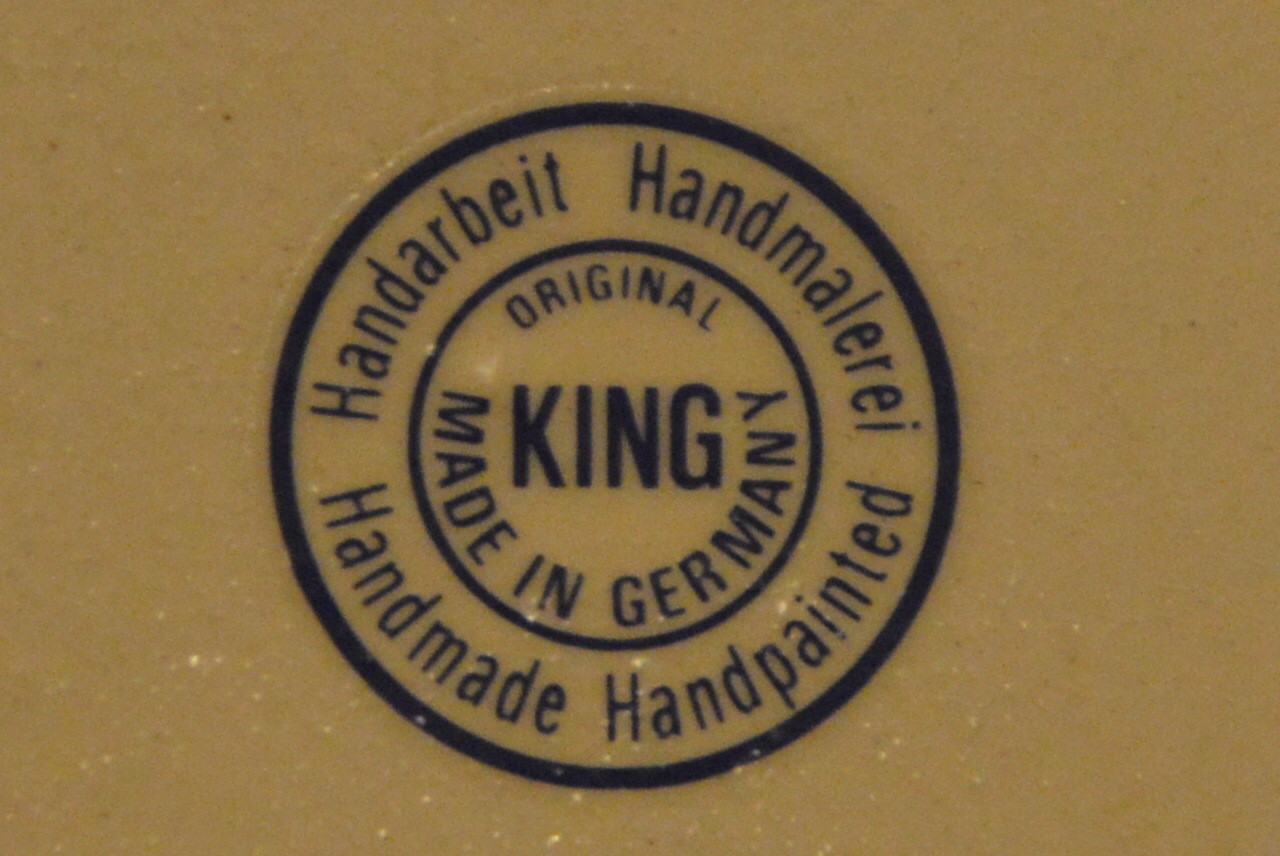 Handarbeit Handmalerei
ORIGINAL
KING
MADE IN GERMANY
Handmade Handpainted